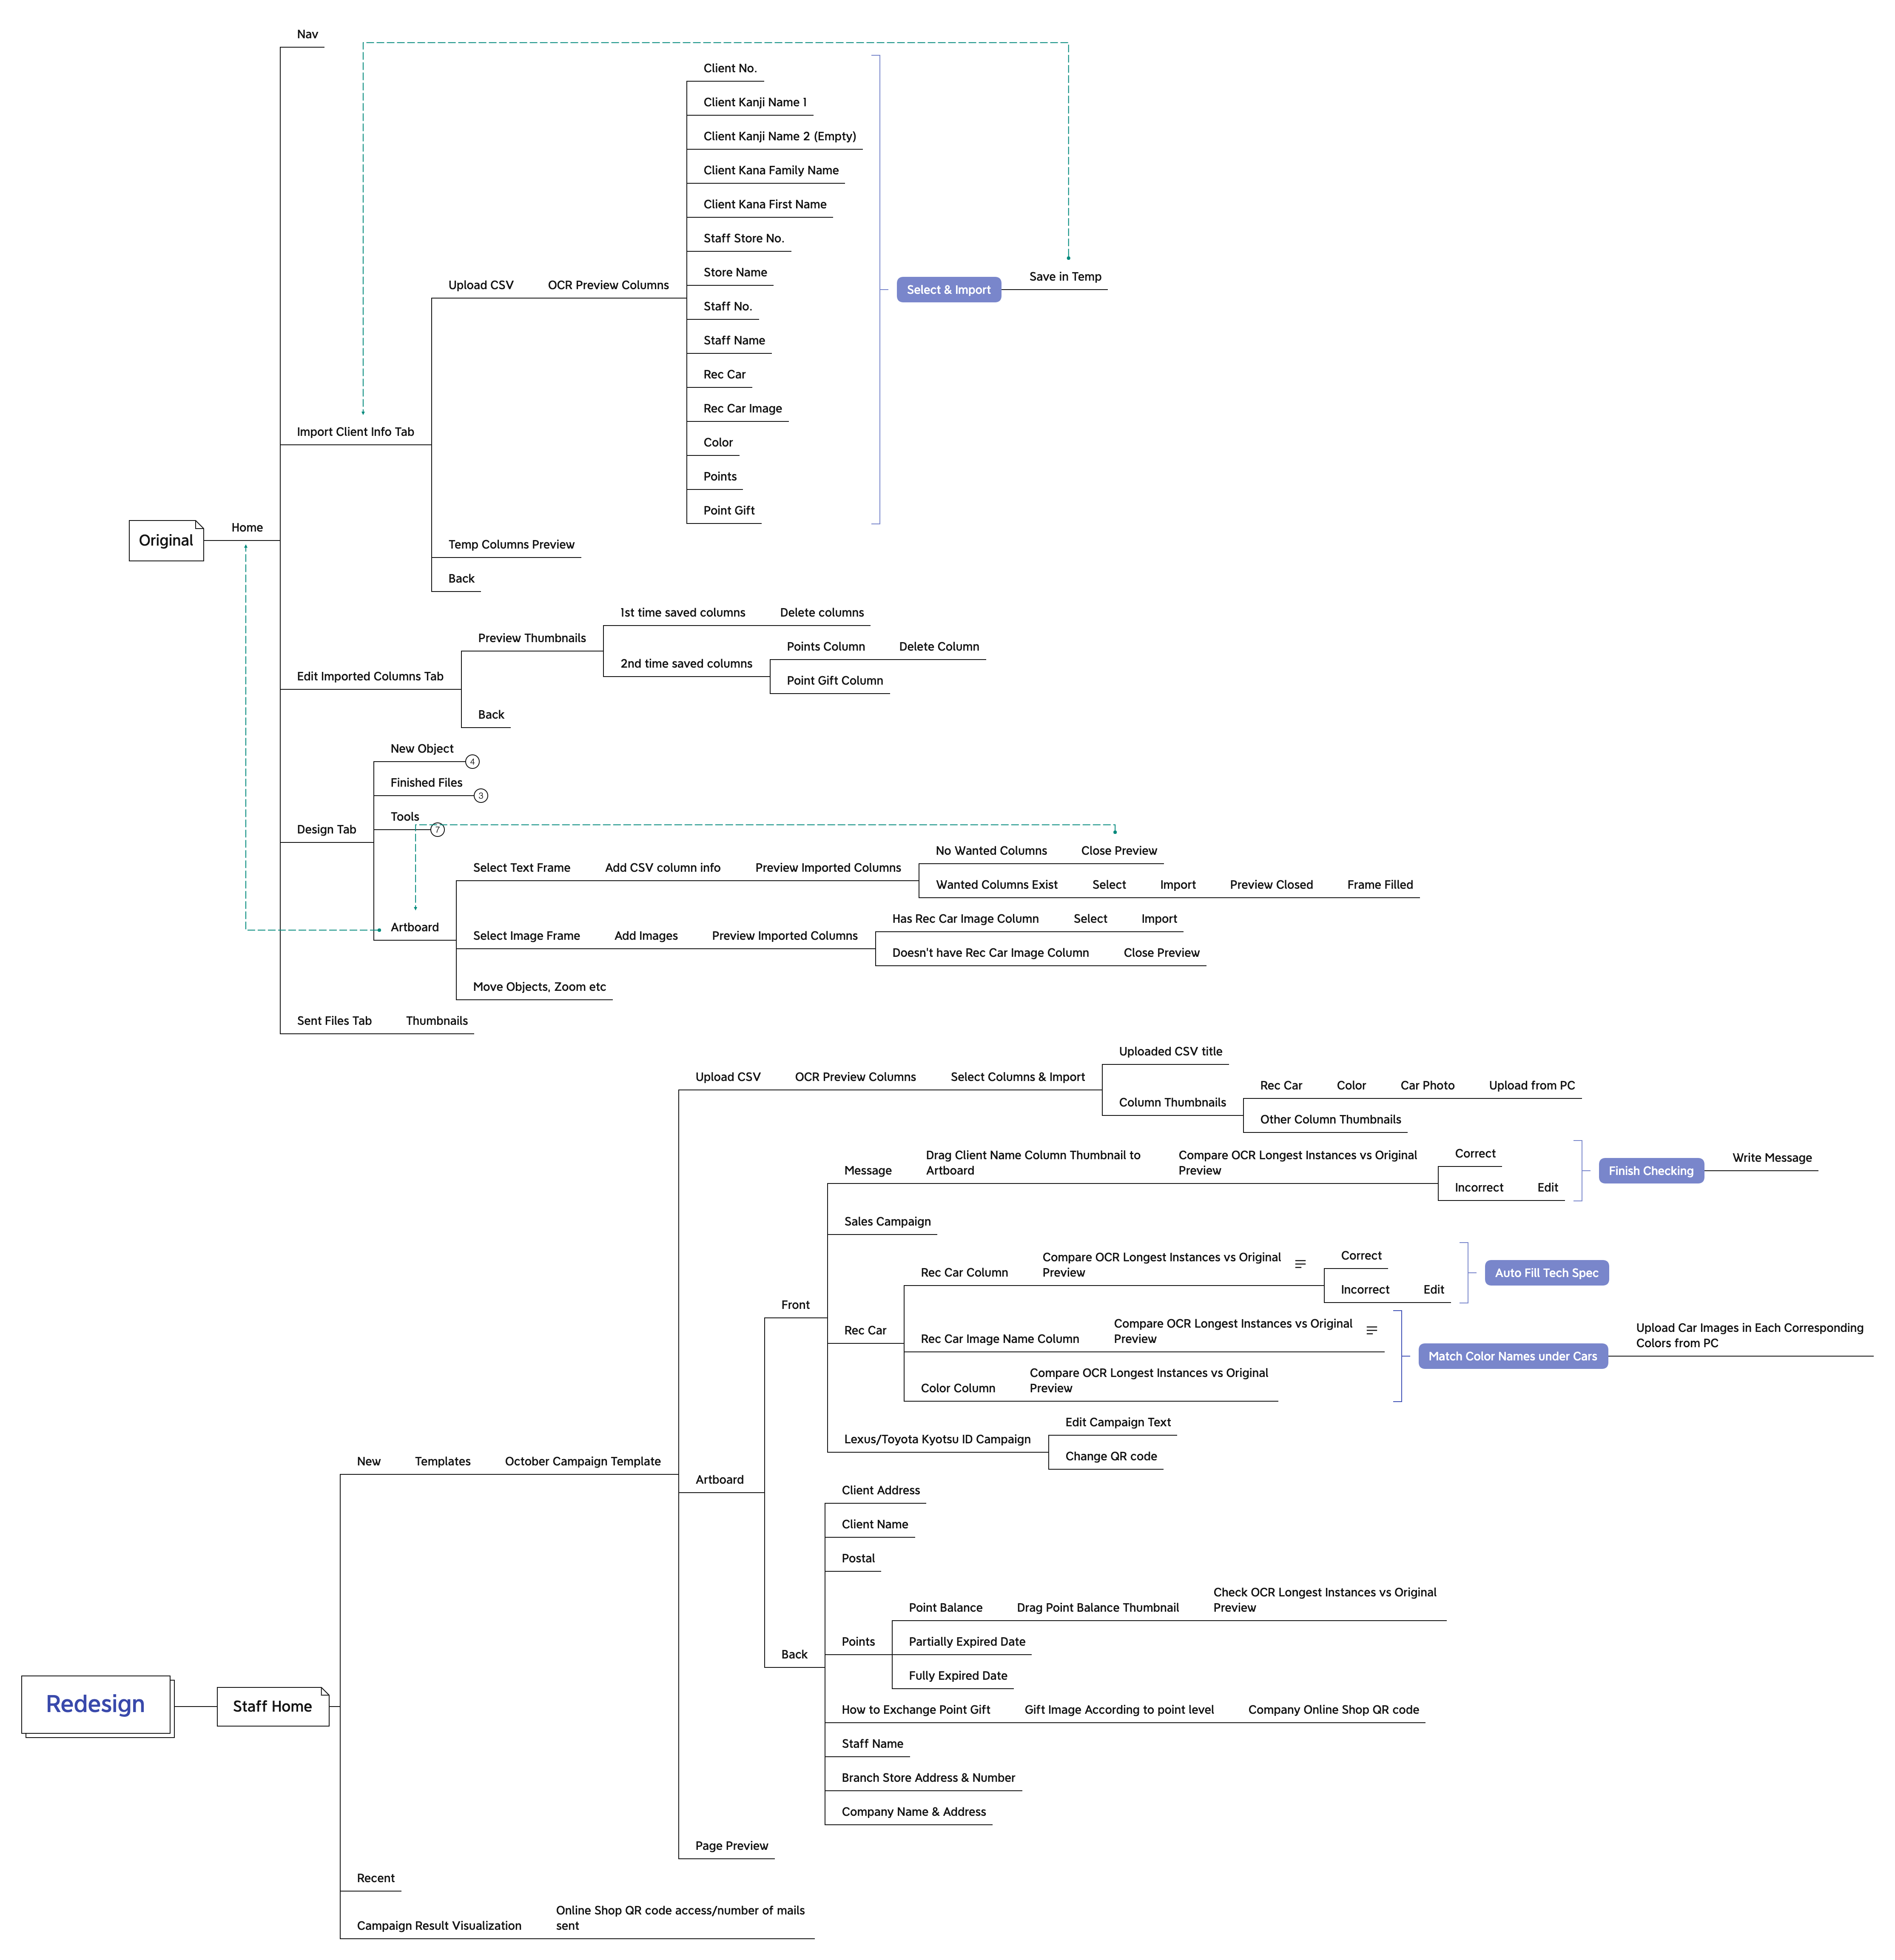 Nav
Client No.
Client Kanji Name 1
Client Kanji Name 2 (Empty)
Client Kana Family Name
Client Kana First Name
Staff Store No.
Store Name
Staff No.
Staff Name
Rec Car
Rec Car Image
Color
Points
Point Gift
Upload CSV
OCR Preview Columns
Select & Import
Save in Temp
Import Client Info Tab
Original
Home
Temp Columns Preview
Back
1st time saved columns
Delete columns
Preview Thumbnails
2nd time saved columns
Points Column
Delete Column
Point Gift Column
Edit Imported Columns Tab
Back
New Object
4
Finished Files
3
Tools
7
Design Tab
Select Text Frame
Add CSV column info
Preview Imported Columns
No Wanted Columns
Close Preview
Wanted Columns Exist
Select
Import
Preview Closed
Frame Filled
Artboard
Select Image Frame
Add Images
Preview Imported Columns
Has Rec Car Image Column
Select
Import
Doesn't have Rec Car Image Column
Close Preview
Move Objects, Zoom etc
Sent Files Tab
Thumbnails
Upload CSV
OCR Preview Columns
Select Columns & Import
Uploaded CSV title
Column Thumbnails
Rec Car
Color
Car Photo
Upload from PC
Other Column Thumbnails
Message
Drag Client Name Column Thumbnail to
Artboard
Compare OCR Longest Instances vs Original
Preview
Correct
Incorrect
Edit
Finish Checking
Write Message
Sales Campaign
Front
Rec Car
Rec Car Column
Compare OCR Longest Instances vs Original
Preview
Correct
Incorrect
Edit
Auto Fill Tech Spec
Rec Car Image Name Column
Compare OCR Longest Instances vs Original
Preview
Color Column
Compare OCR Longest Instances vs Original
Preview
Match Color Names under Cars
Upload Car Images in Each Corresponding
Colors from PC
Lexus/Toyota Kyotsu ID Campaign
Edit Campaign Text
Change QR code
New
Templates
October Campaign Template
Artboard
Client Address
Client Name
Postal
Back
Points
Point Balance
Drag Point Balance Thumbnail
Check OCR Longest Instances vs Original
Preview
Partially Expired Date
Fully Expired Date
How to Exchange Point Gift
Gift Image According to point level
Company Online Shop QR code
Staff Name
Branch Store Address & Number
Company Name & Address
Redesign
Staff Home
Page Preview
Recent
Campaign Result Visualization
Online Shop QR code access/number of mails
sent